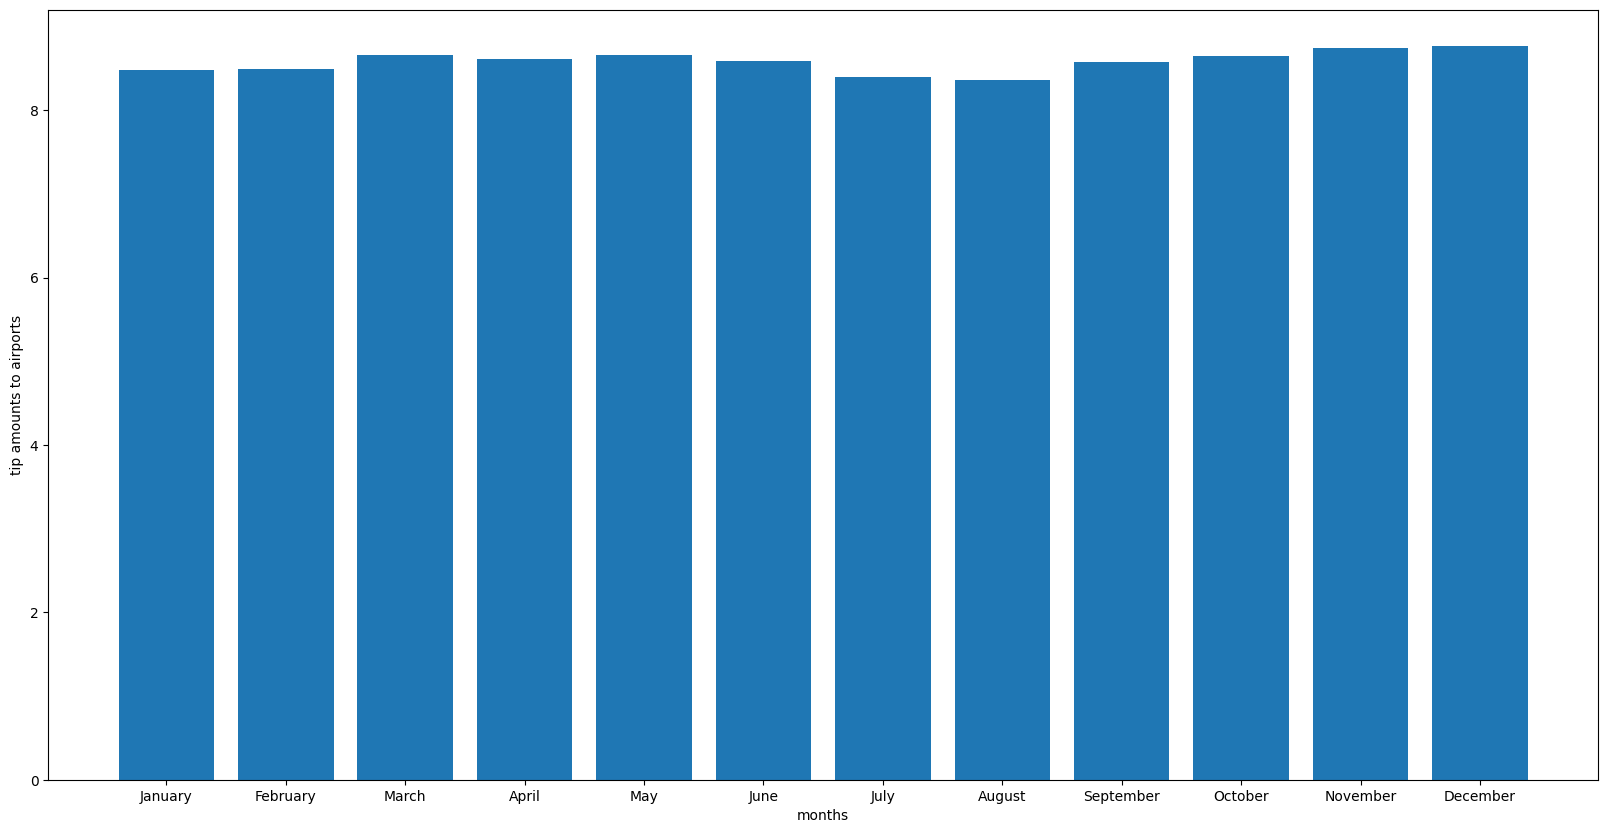 tip amounts to airports
8
6
4
2
0
January February March April May June July August September October November December
months